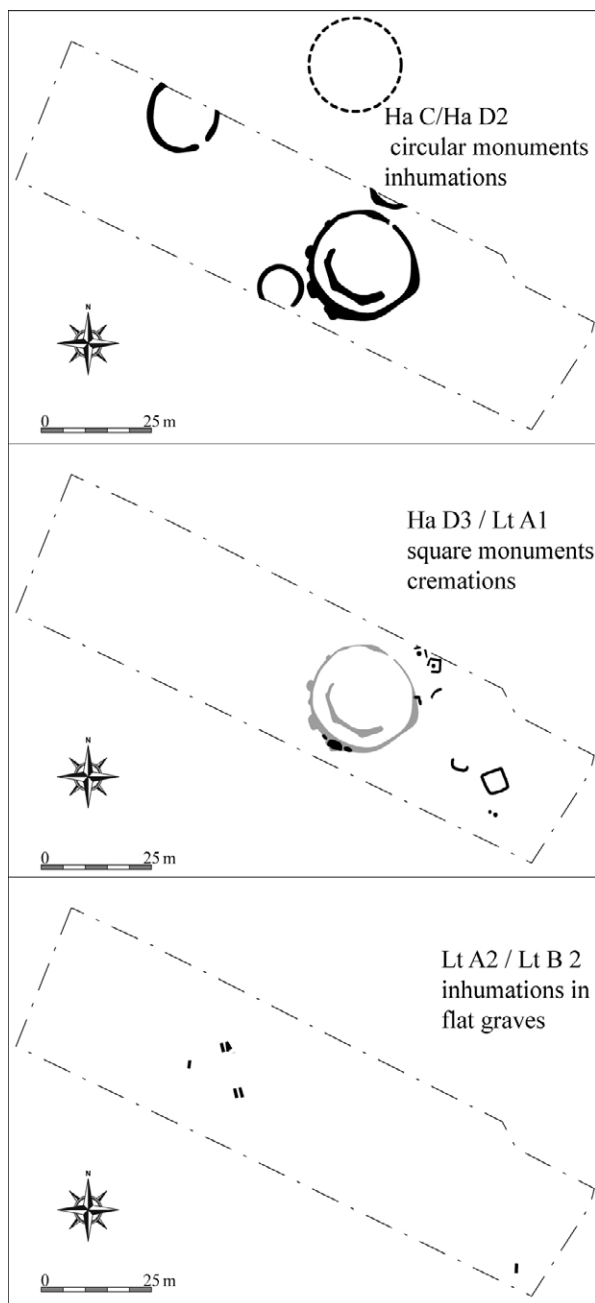 Ha C/Ha D2
circular monuments
inhumations
N
0 25 m
Ha D3 / Lt A1
square monuments
cremations
N
0 25 m
Lt A2 / Lt B 2
inhumations in
flat graves
N
0 25 m